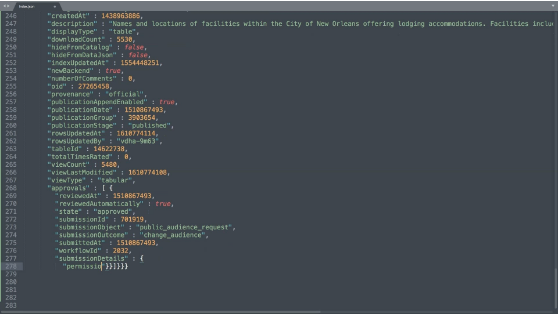 246 "createdAt" : 1438963886,
247 "description" : "Names and locations of facilities within the City of New Orleans offering lodging accommodations. Facilities inclu
248 "displayType" : "table",
249 "downloadCount" : 5530,
250 "hideFromCatalog" : false,
251 "hideFromDataJson" : false,
252 "indexUpdatedAt" : 1554448251,
253 "newBackend" : true,
254 "numberOfComments" : 0,
255 "oid" : 27265458,
256 "provenance" : "official",
257 "publicationAppendEnabled" : true,
258 "publicationDate" : 1510867493,
259 "publicationGroup" : 3903654,
260 "publicationStage" : "published",
261 "rowsUpdatedAt" : 1610774114,
262 "rowsUpdatedBy" : "vdha-9m63",
263 "tableId" : 14622738,
264 "totalTimesRated" : 0,
265 "viewCount" : 5480,
266 "viewLastModified" : 1610774108,
267 "viewType" : "tabular",
268 "approvals" : [ {
269 "reviewedAt" : 1510867493,
270 "reviewedAutomatically" : true,
271 "state" : "approved",
272 "submissionId" : 701919,
273 "submissionObject" : "public_audience_request",
274 "submissionOutcome" : "change_audience",
275 "submittedAt" : 1510867493,
276 "workflowId" : 2032,
277 "submissionDetails" : {
278 "permissio"}}]}}}
279
280
281
282
283